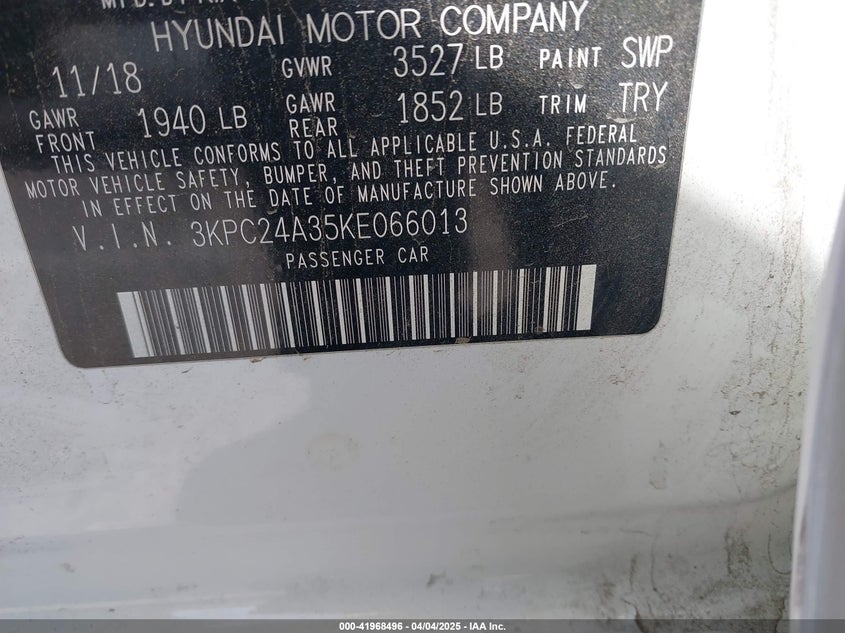 HYUNDAI MOTOR COMPANY
11/18 GVWR 3527 LB PAINT SWP
GAWR FRONT 1940 LB GAWR REAR 1852 LB TRIM TRY
THIS VEHICLE CONFORMS TO ALL APPLICABLE U.S.A. FEDERAL
MOTOR VEHICLE SAFETY, BUMPER, AND THEFT PREVENTION STANDARDS
IN EFFECT ON THE DATE OF MANUFACTURE SHOWN ABOVE.
V.I.N. 3KPC24A35KE066013
PASSENGER CAR
000-41968496 - 04/04/2025 - IAA Inc.